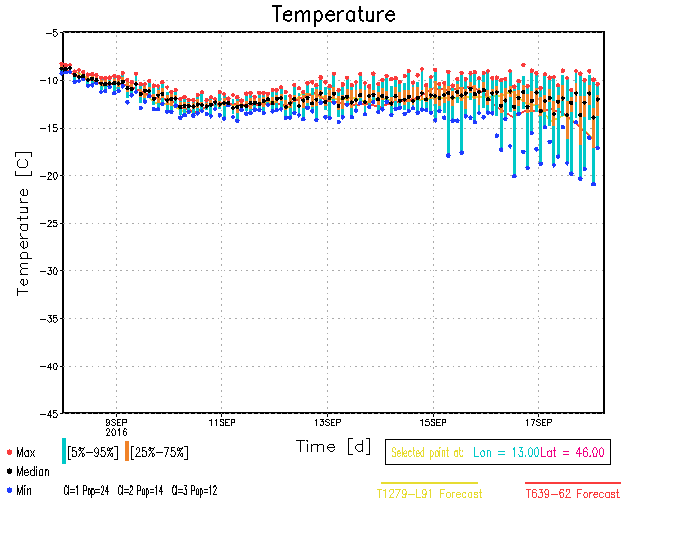 Temperature
-5
-10
-15
-20
-25
-30
-35
-40
-45
Temperature [C]
9SEP 11SEP 13SEP 15SEP 17SEP
2016
Time [d]
Max [5%-95%] [25%-75%]
Median
Min
Cl=1 Pop=24 Cl=2 Pop=14 Cl=3 Pop=12
Selected point at: Lon = 13.00 Lat = 46.00
T1279-L91 Forecast T639-62 Forecast